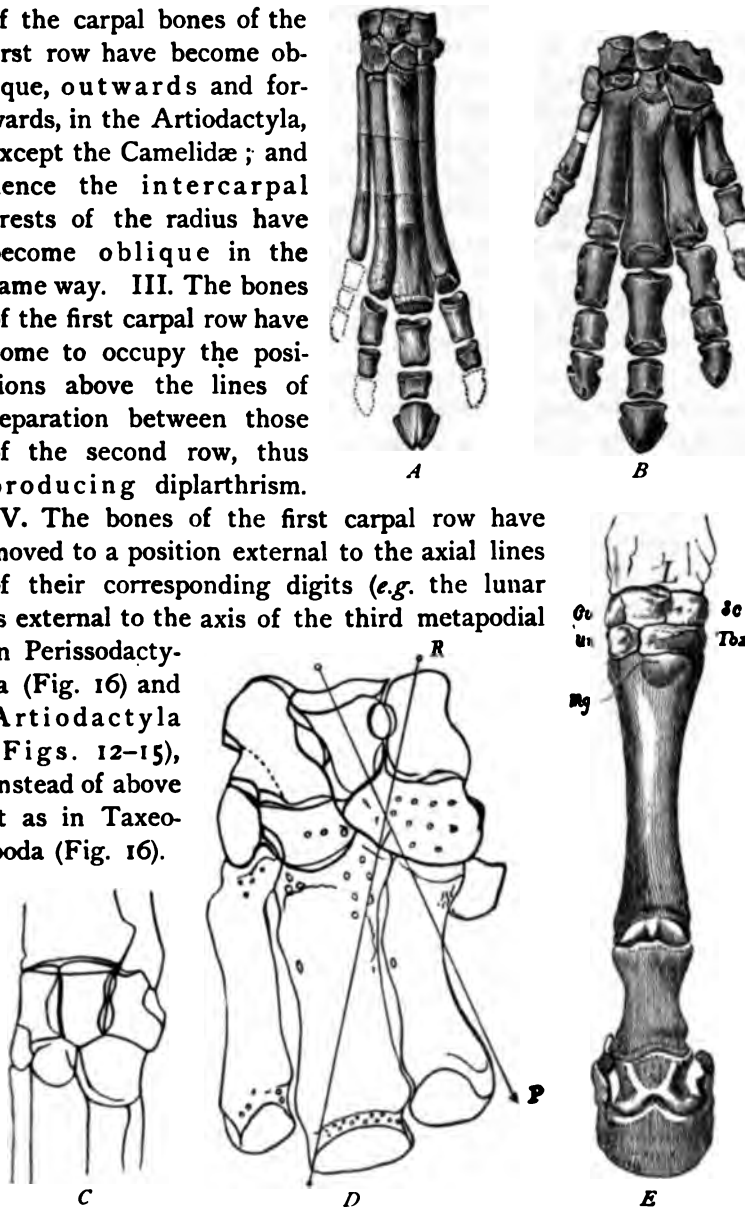 f the carpal bones of the
rst row have become ob-
que, outwards and for-
vards, in the Artiodactyla,
xcept the Camelidæ; and
ence the intercarpal
rests of the radius have
ecome oblique in the
ame way. III. The bones
f the first carpal row have
ome to occupy the posi-
ions above the lines of
eparation between those
f the second row, thus
roducing diplarthrism.
V. The bones of the first carpal row have
noved to a position external to the axial lines
f their corresponding digits (e.g. the lunar
s external to the axis of the third metapodial
n Perissodacty-
a (Fig. 16) and
Artiodactyla
Figs. 12–15),
nstead of above
t as in Taxeo-
oda (Fig. 16).
A
B
L
Cu
Sc
Un
Tbz
Mg
R
P
C
D
E